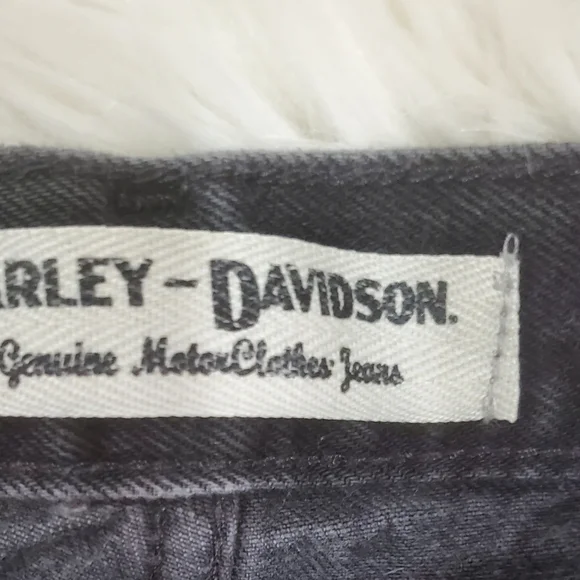 ARLEY-DAVIDSON.
Genuine MotorClothes Jeans